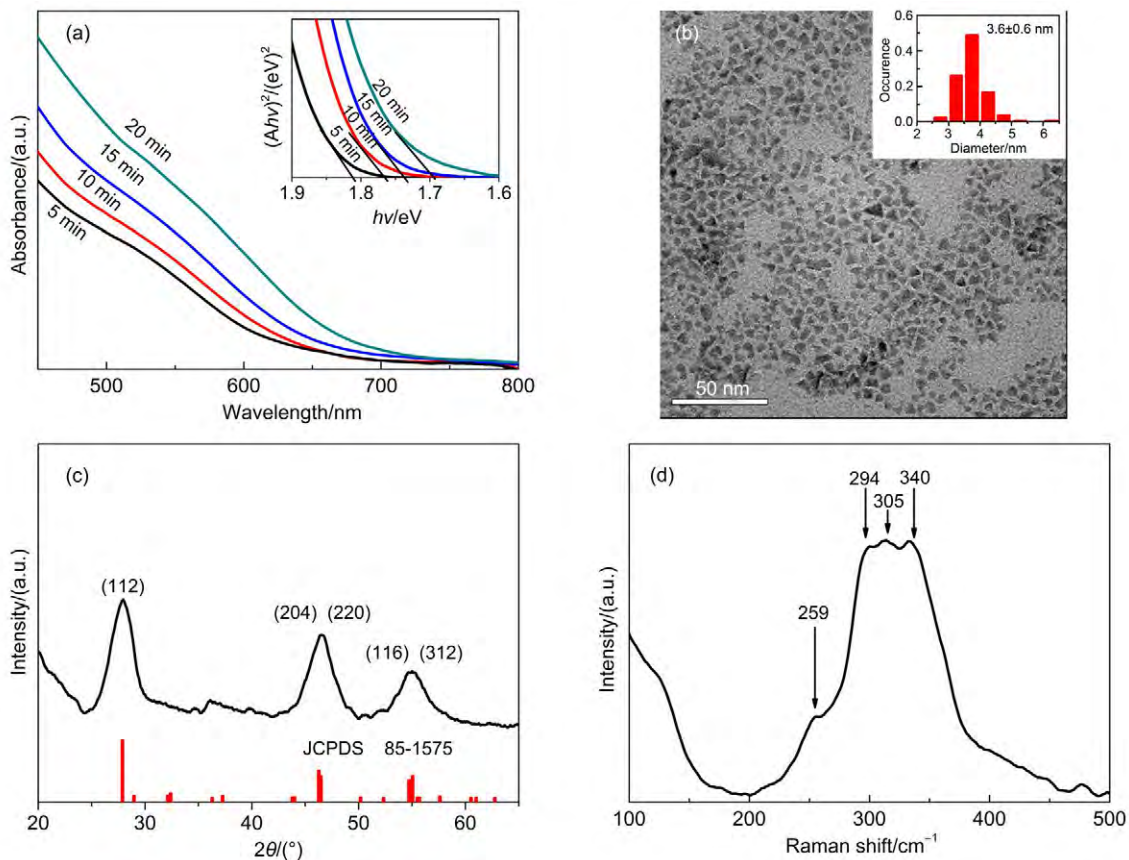 (a)
Absorbance/(a.u.)
20 min
15 min
10 min
5 min
500
600
700
800
Wavelength/nm
(Ahν)²/(eV)²
20 min
15 min
10 min
5 min
1.9
1.8
1.7
1.6
hν/eV
(b)
0.6
0.4
0.2
0.0
Occurence
3.6±0.6 nm
2
3
4
5
6
Diameter/nm
50 nm
(c)
Intensity/(a.u.)
(112)
(204) (220)
(116) (312)
JCPDS 85-1575
20
30
40
50
60
2θ/(°)
(d)
Intensity/(a.u.)
294
340
305
259
100
200
300
400
500
Raman shift/cm⁻¹